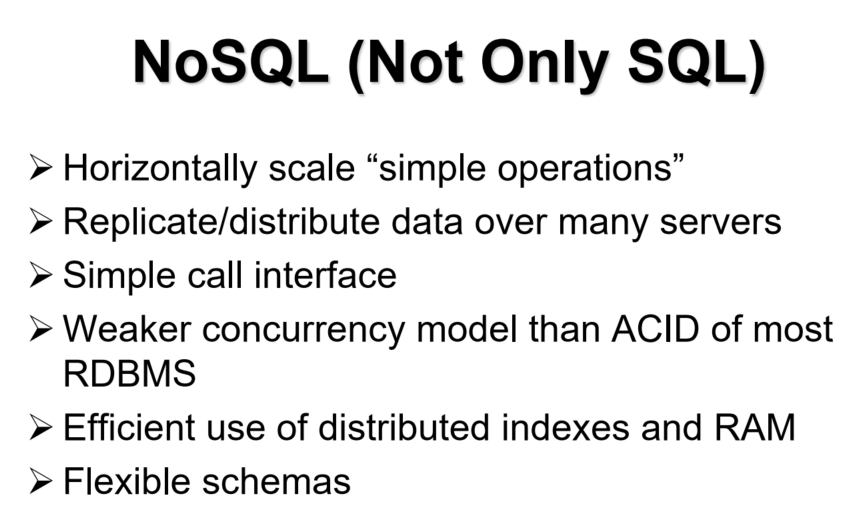 NoSQL (Not Only SQL)
➢ Horizontally scale “simple operations”
➢ Replicate/distribute data over many servers
➢ Simple call interface
➢ Weaker concurrency model than ACID of most
RDBMS
➢ Efficient use of distributed indexes and RAM
➢ Flexible schemas